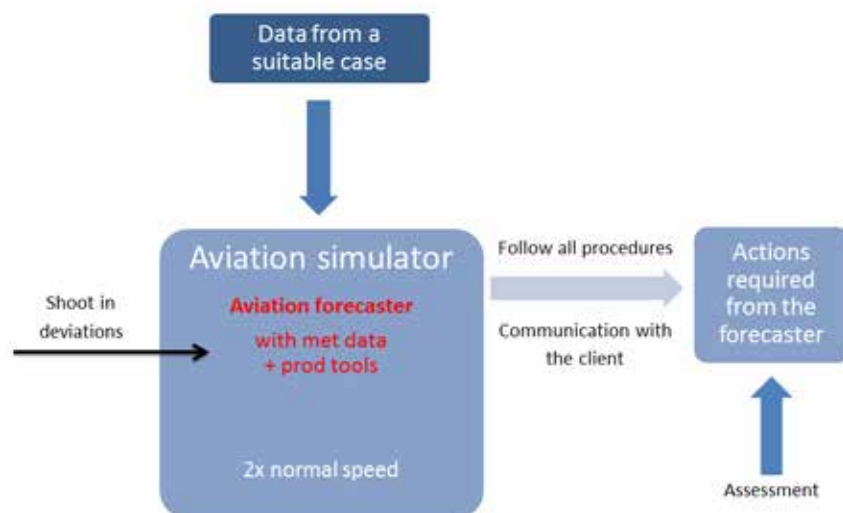 Data from a
suitable case
Aviation simulator
Aviation forecaster
with met data
+ prod tools
2x normal speed
Shoot in
deviations
Follow all procedures
Communication with
the client
Actions
required
from the
forecaster
Assessment